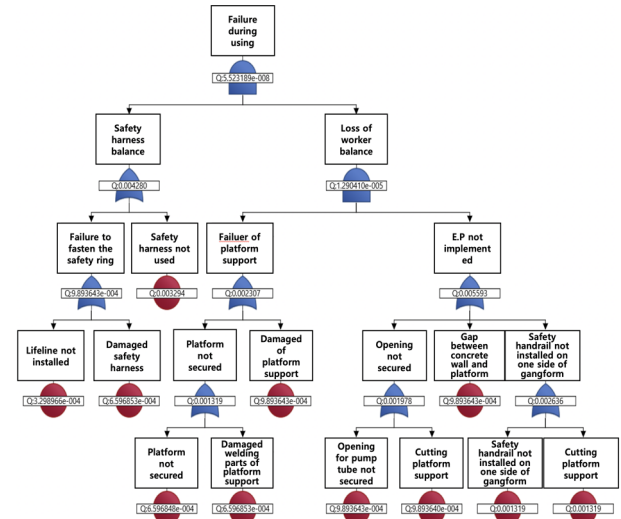 Failure
during
using
Q:5.523189e-008
Safety
harness
balance
Loss of
worker
balance
Q:0.004280
Q:1.290410e-005
Failure to
fasten the
safety ring
Safety
harness not
used
Failuer of
platform
support
E.P not
implement
ed
Q:9.893643e-004
Q:0.003294
Q:0.002307
Q:0.005593
Lifeline not
installed
Damaged
safety
harness
Platform
not
secured
Damaged
of
platform
support
Opening
not
secured
Gap
between
concrete
wall and
platform
Safety
handrail not
installed on
one side of
gangform
Q:3.298966e-004
Q:6.596853e-004
Q:0.001319
Q:9.893643e-004
Q:0.001978
Q:9.893643e-004
Q:0.002636
Platform
not
secured
Damaged
welding
parts of
platform
support
Opening
for pump
tube not
secured
Cutting
platform
support
Safety
handrail not
installed on
one side of
gangform
Cutting
platform
support
Q:6.596848e-004
Q:6.596853e-004
Q:9.893643e-004
Q:9.893640e-004
Q:0.001319
Q:0.001319